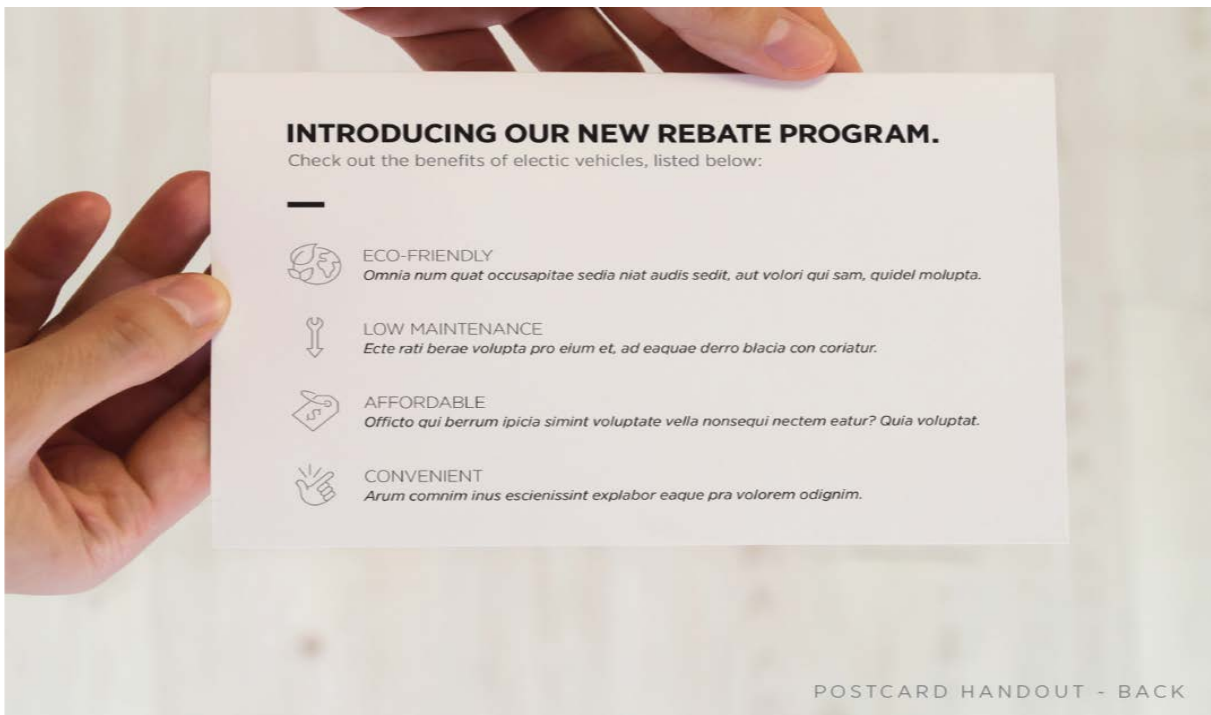 INTRODUCING OUR NEW REBATE PROGRAM.
Check out the benefits of electic vehicles, listed below:
ECO-FRIENDLY
Omnia num quat occusapitae sedia niat audis sedit, aut volori qui sam, quidel molupta.
LOW MAINTENANCE
Ecte rati berae volupta pro eium et, ad eaquae derro blacia con coriatur.
AFFORDABLE
Officto qui berrum ipicia simint voluptate vella nonsequi nectem eatur? Quia voluptat.
CONVENIENT
Arum comnim inus escienissint explabor eaque pra volorem odignim.
POSTCARD HANDOUT - BACK